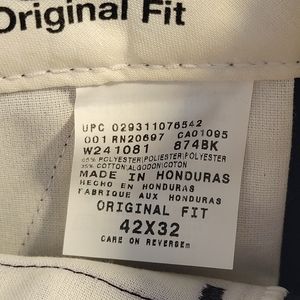 Original Fit
UPC 029311076542
001 RN20697 CA01095
W241081 874BK
65% POLYESTER|POLIESTER|POLYESTER
35% COTTON|ALGODON|COTON
MADE IN HONDURAS
HECHO EN HONDURAS
FABRIQUE AUX HONDURAS
ORIGINAL FIT
42X32
CARE ON REVERSE